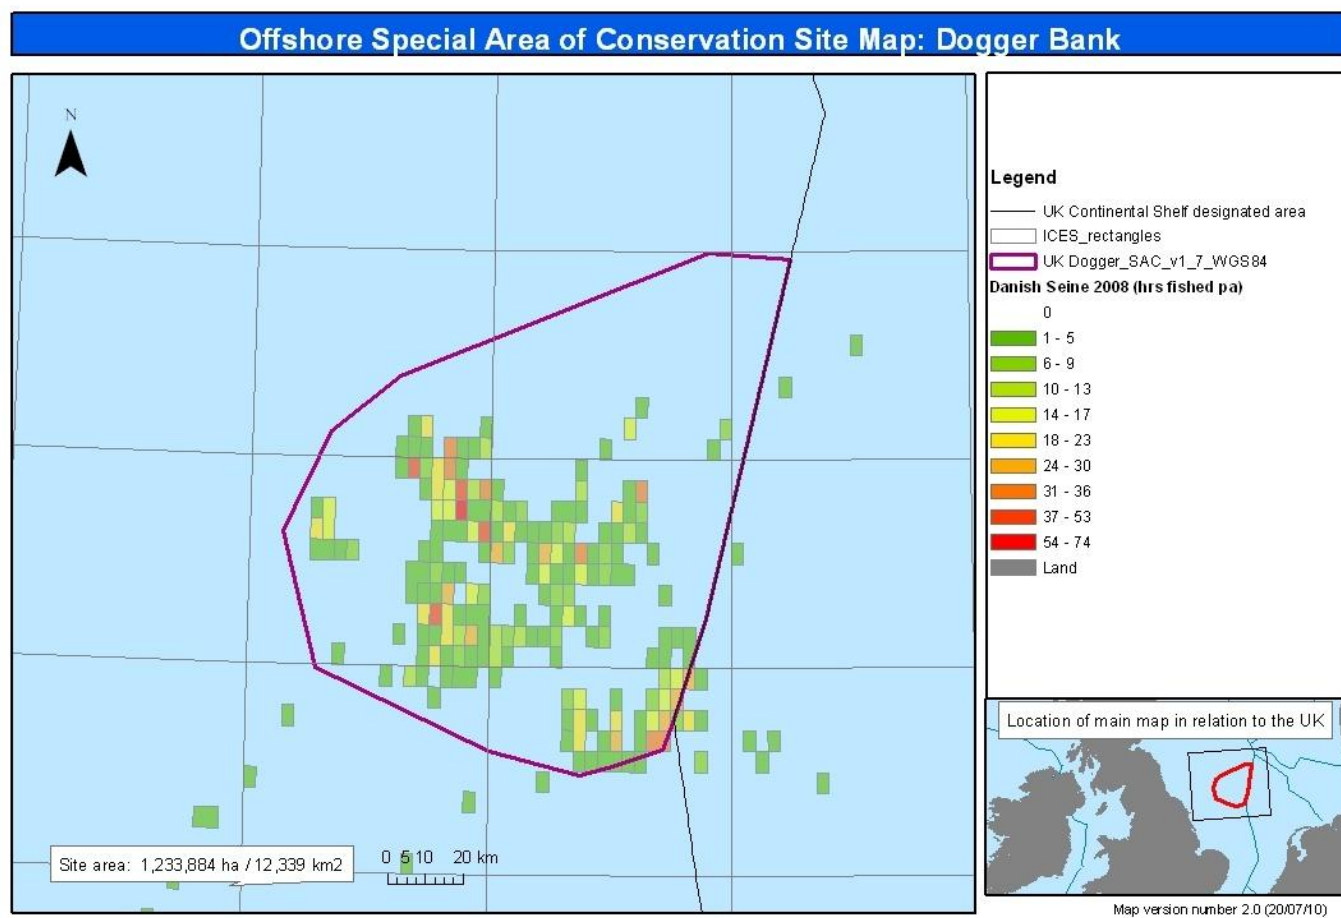 Offshore Special Area of Conservation Site Map: Dogger Bank
N
Site area: 1,233,884 ha / 12,339 km2
0 5 10 20 km
Legend
UK Continental Shelf designated area
ICES_rectangles
UK Dogger_SAC_v1_7_WGS84
Danish Seine 2008 (hrs fished pa)
0
1 - 5
6 - 9
10 - 13
14 - 17
18 - 23
24 - 30
31 - 36
37 - 53
54 - 74
Land
Location of main map in relation to the UK
Map version number 2.0 (20/07/10)